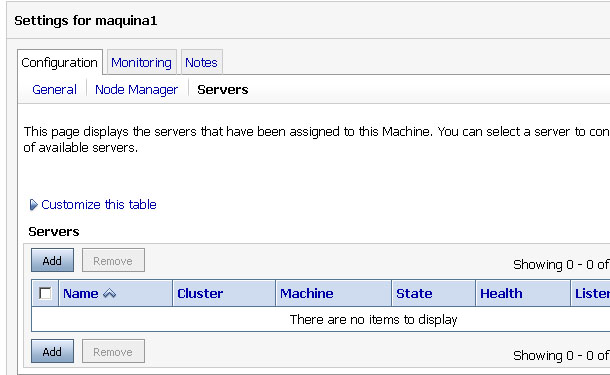 Settings for maquina1
Configuration Monitoring Notes
General Node Manager Servers
This page displays the servers that have been assigned to this Machine. You can select a server to con
of available servers.
Customize this table
Servers
Add Remove
Showing 0 - 0 of
Name Cluster Machine State Health Listen
There are no items to display
Add Remove
Showing 0 - 0 of